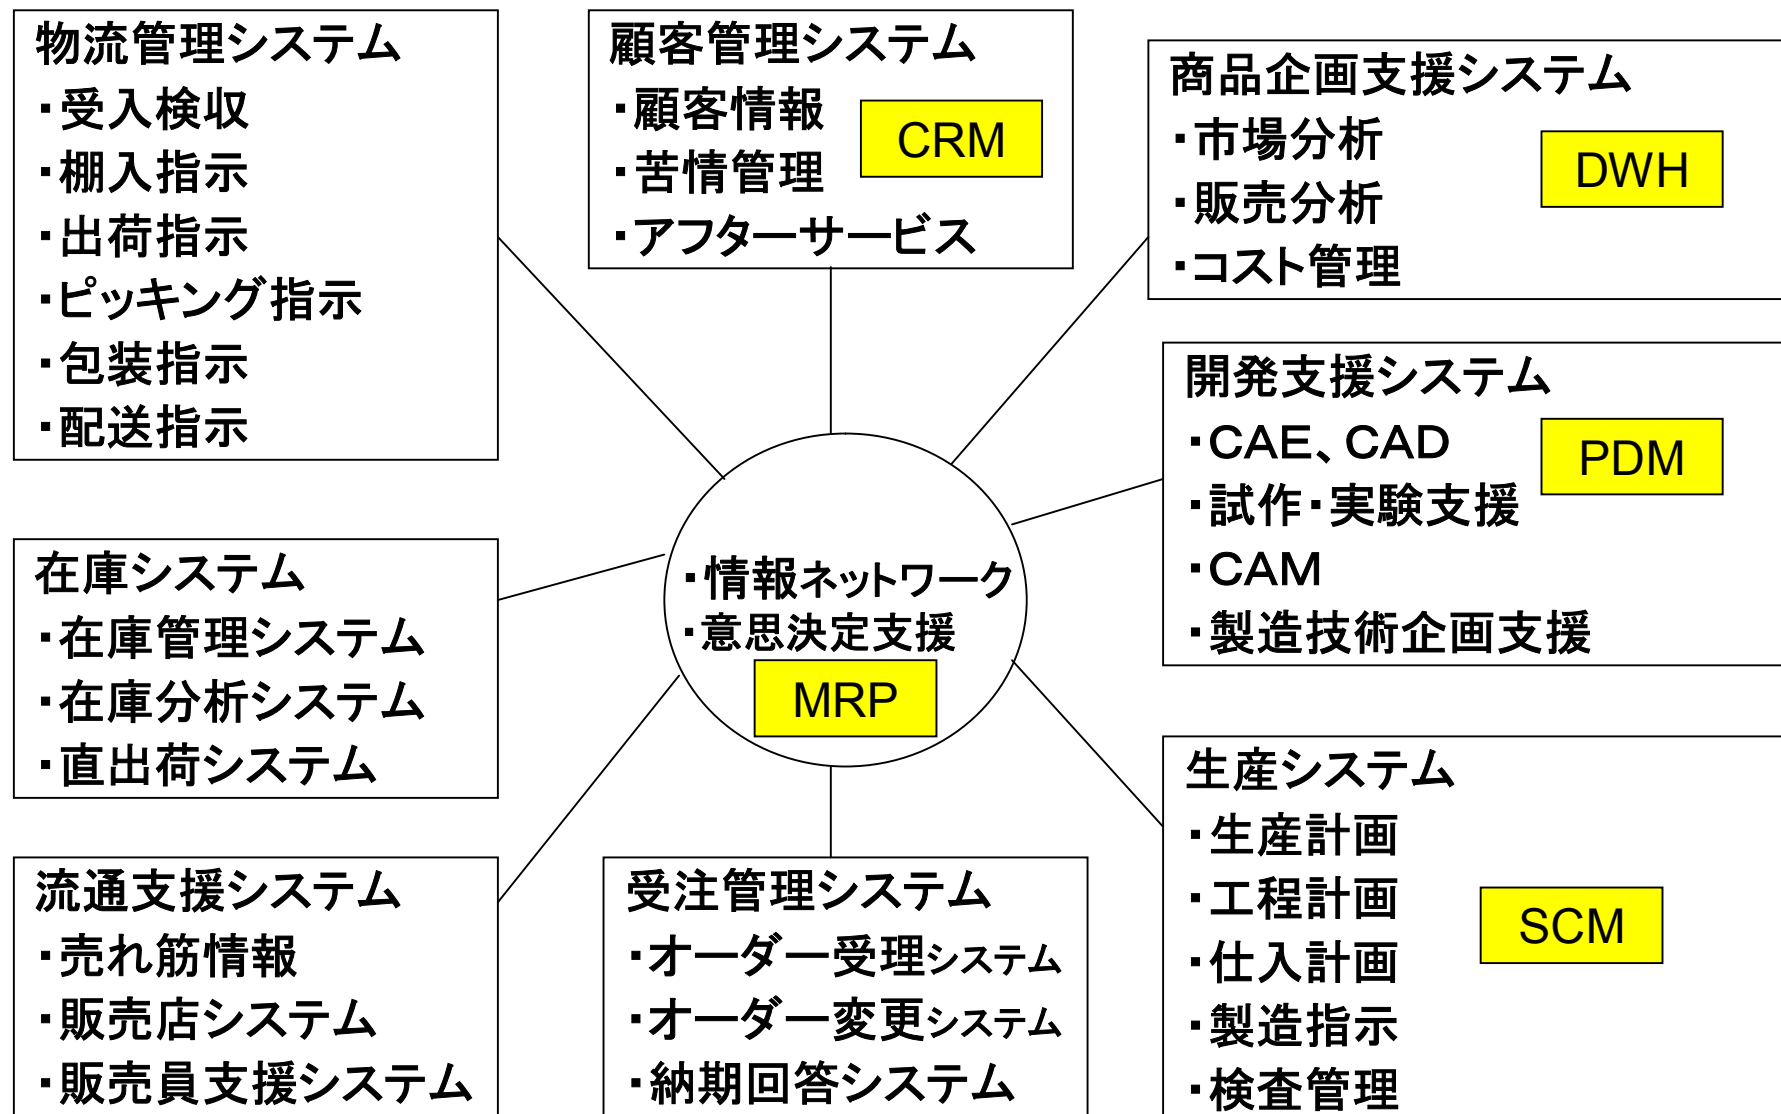 物流管理システム
・受入検収
・棚入指示
・出荷指示
・ピッキング指示
・包装指示
・配送指示
顧客管理システム
・顧客情報
・苦情管理
・アフターサービス
CRM
商品企画支援システム
・市場分析
・販売分析
・コスト管理
DWH
開発支援システム
・CAE、CAD
・試作・実験支援
・CAM
・製造技術企画支援
PDM
・情報ネットワーク
・意思決定支援
MRP
在庫システム
・在庫管理システム
・在庫分析システム
・直出荷システム
流通支援システム
・売れ筋情報
・販売店システム
・販売員支援システム
受注管理システム
・オーダー受理システム
・オーダー変更システム
・納期回答システム
生産システム
・生産計画
・工程計画
・仕入計画
・製造指示
・検査管理
SCM